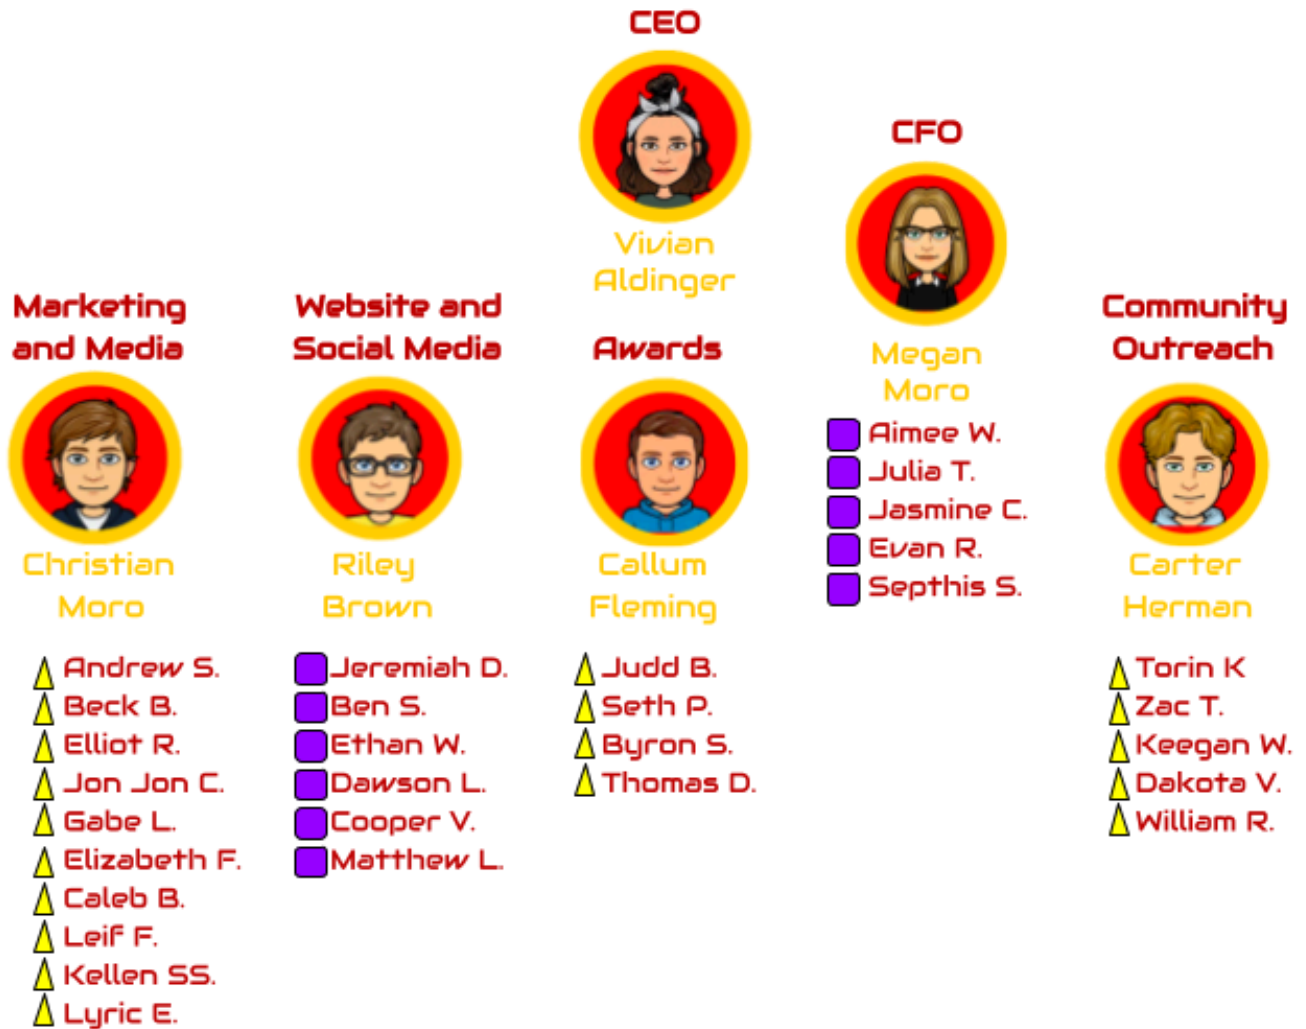 CEO
Vivian
Aldinger
CFO
Megan
Moro
Aimee W.
Julia T.
Jasmine C.
Evan R.
Septhis S.
Marketing
and Media
Christian
Moro
Andrew S.
Beck B.
Elliot R.
Jon Jon C.
Gabe L.
Elizabeth F.
Caleb B.
Leif F.
Kellen SS.
Lyric E.
Website and
Social Media
Riley
Brown
Jeremiah D.
Ben S.
Ethan W.
Dawson L.
Cooper V.
Matthew L.
Awards
Callum
Fleming
Judd B.
Seth P.
Byron S.
Thomas D.
Community
Outreach
Carter
Herman
Torin K
Zac T.
Keegan W.
Dakota V.
William R.